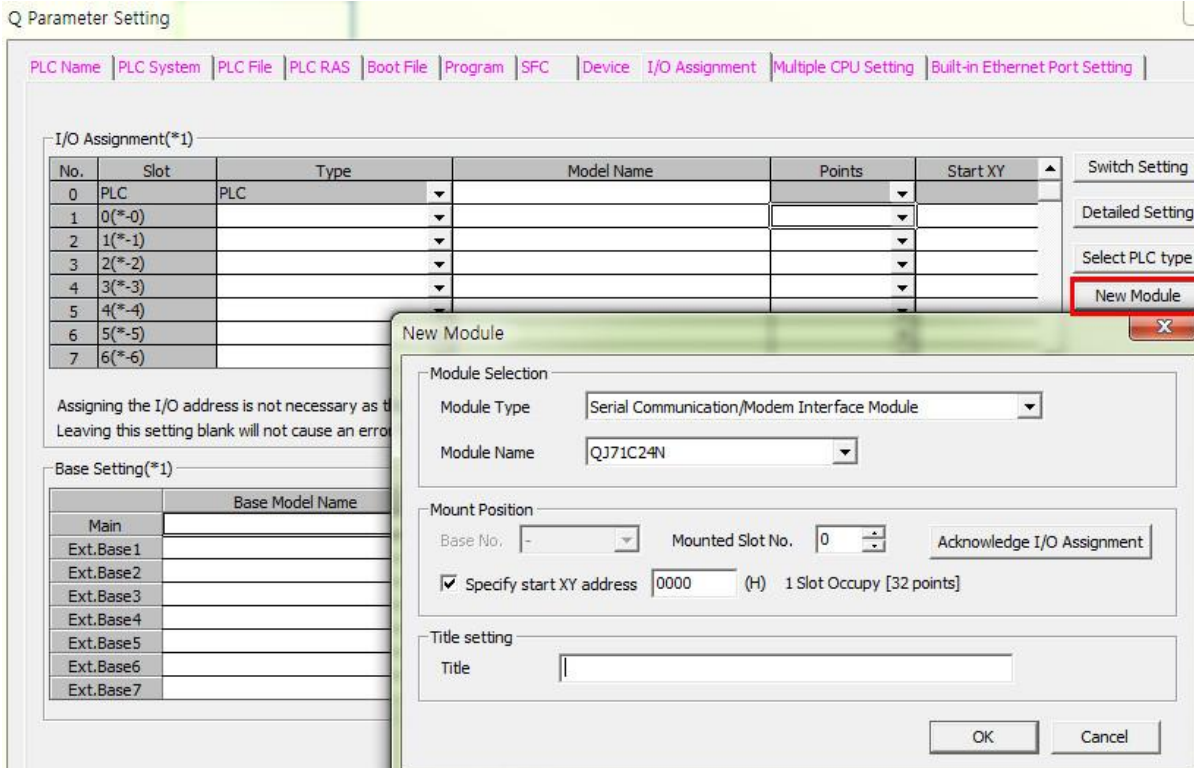 Q Parameter Setting
PLC Name PLC System PLC File PLC RAS Boot File Program SFC Device I/O Assignment Multiple CPU Setting Built-in Ethernet Port Setting
I/O Assignment(*1)
No. Slot Type Model Name Points Start XY
0 PLC PLC
1 0(*-0)
2 1(*-1)
3 2(*-2)
4 3(*-3)
5 4(*-4)
6 5(*-5)
7 6(*-6)
Switch Setting
Detailed Setting
Select PLC type
New Module
Assigning the I/O address is not necessary as
Leaving this setting blank will not cause an
Base Setting(*1)
Base Model Name
Main
Ext.Base1
Ext.Base2
Ext.Base3
Ext.Base4
Ext.Base5
Ext.Base6
Ext.Base7
New Module
Module Selection
Module Type Serial Communication/Modem Interface Module
Module Name QJ71C24N
Mount Position
Base No. - Mounted Slot No. 0 Acknowledge I/O Assignment
Specify start XY address 0000 (H) 1 Slot Occupy [32 points]
Title setting
Title
OK Cancel